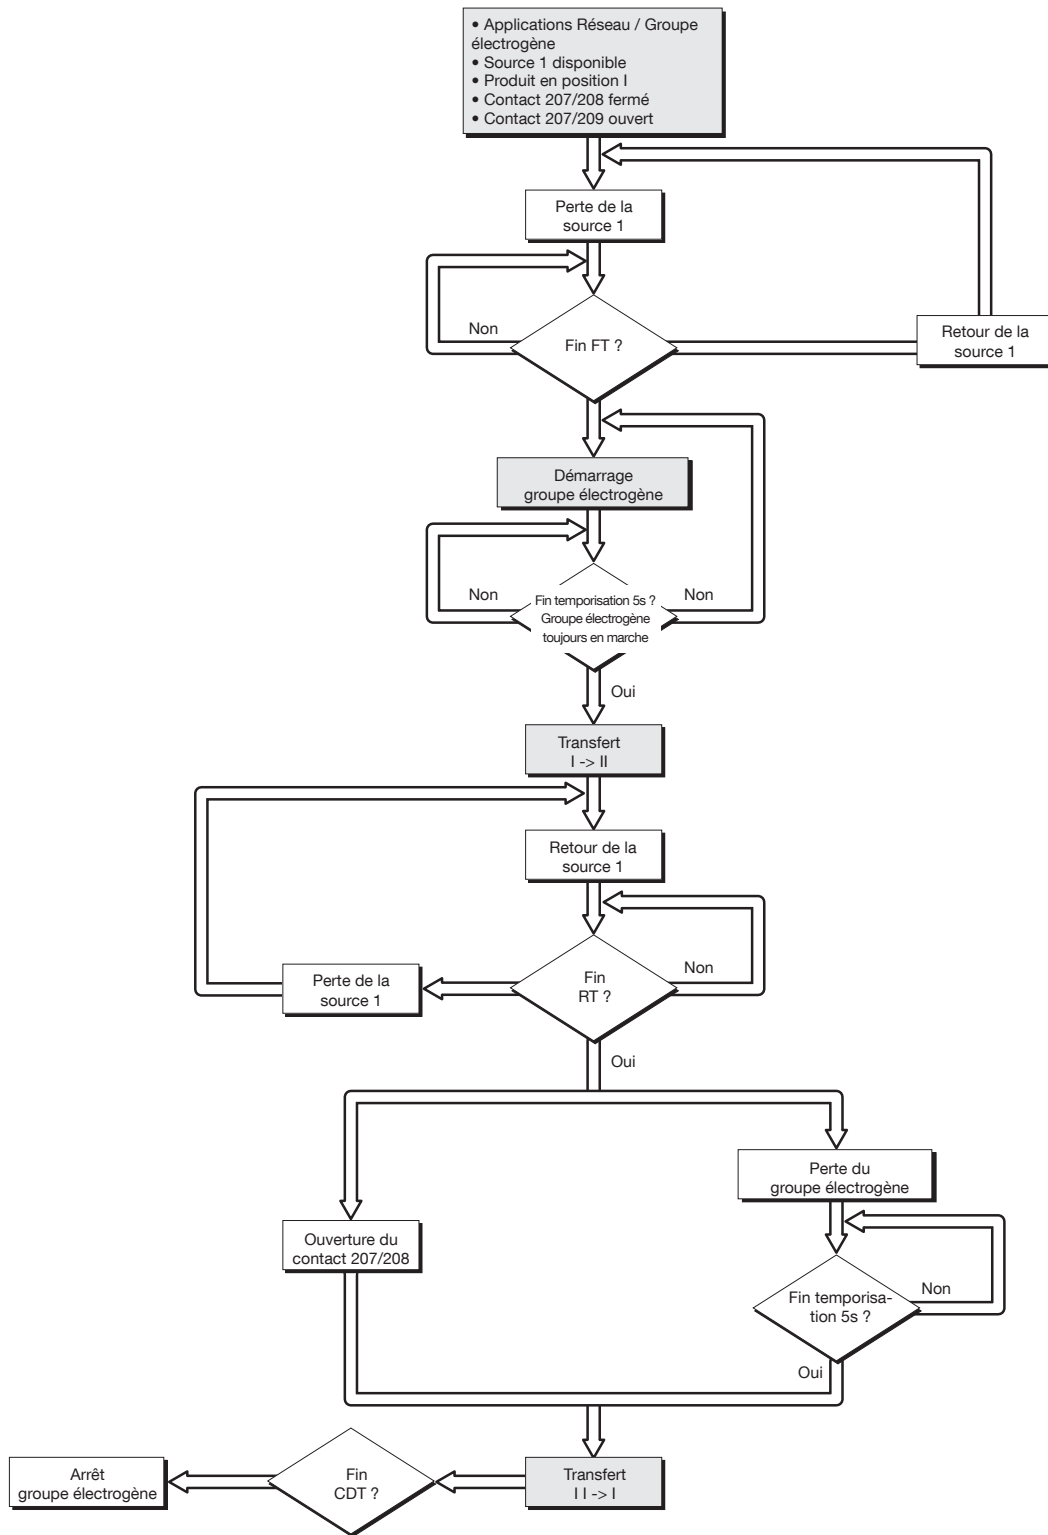 • Applications Réseau / Groupe
électrogène
• Source 1 disponible
• Produit en position I
• Contact 207/208 fermé
• Contact 207/209 ouvert
Perte de la
source 1
Non
Fin FT ?
Retour de la
source 1
Démarrage
groupe électrogène
Non
Fin temporisation 5s ?
Groupe électrogène
toujours en marche
Non
Oui
Transfert
I -> II
Retour de la
source 1
Perte de la
source 1
Fin
RT ?
Non
Oui
Perte du
groupe électrogène
Ouverture du
contact 207/208
Fin temporisa-
tion 5s ?
Non
Oui
Arrêt
groupe électrogène
Fin
CDT ?
Transfert
I I -> I